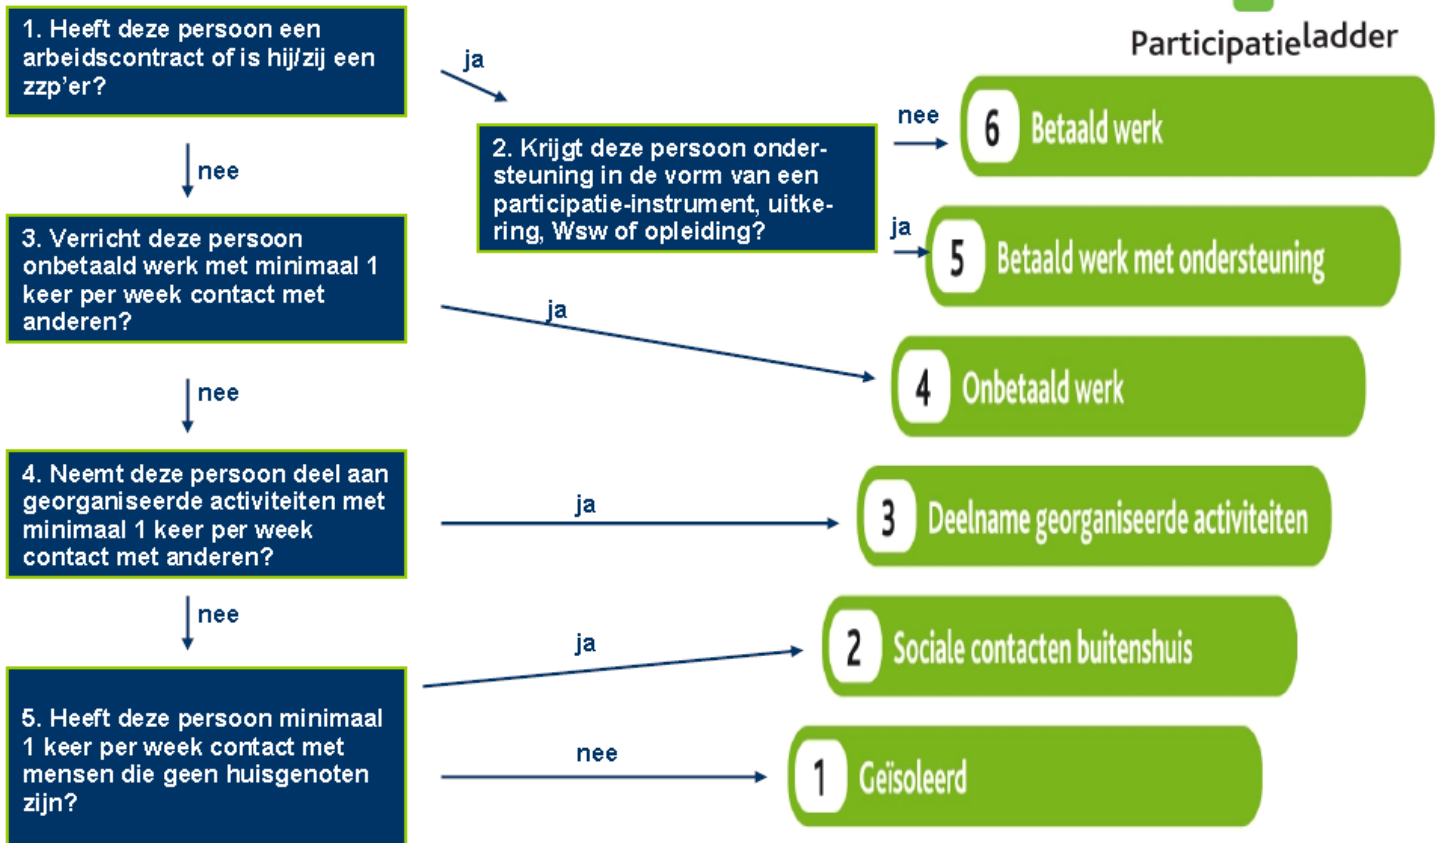 1. Heeft deze persoon een
arbeidscontract of is hij/zij een
zzp'er?
ja
nee
2. Krijgt deze persoon onder-
steuning in de vorm van een
participatie-instrument, uitke-
ring, Wsw of opleiding?
nee
ja
3. Verricht deze persoon
onbetaald werk met minimaal 1
keer per week contact met
anderen?
ja
nee
4. Neemt deze persoon deel aan
georganiseerde activiteiten met
minimaal 1 keer per week
contact met anderen?
ja
nee
5. Heeft deze persoon minimaal
1 keer per week contact met
mensen die geen huisgenoten
zijn?
ja
nee
Participatieladder
6 Betaald werk
5 Betaald werk met ondersteuning
4 Onbetaald werk
3 Deelname georganiseerde activiteiten
2 Sociale contacten buitenshuis
1 Geïsoleerd